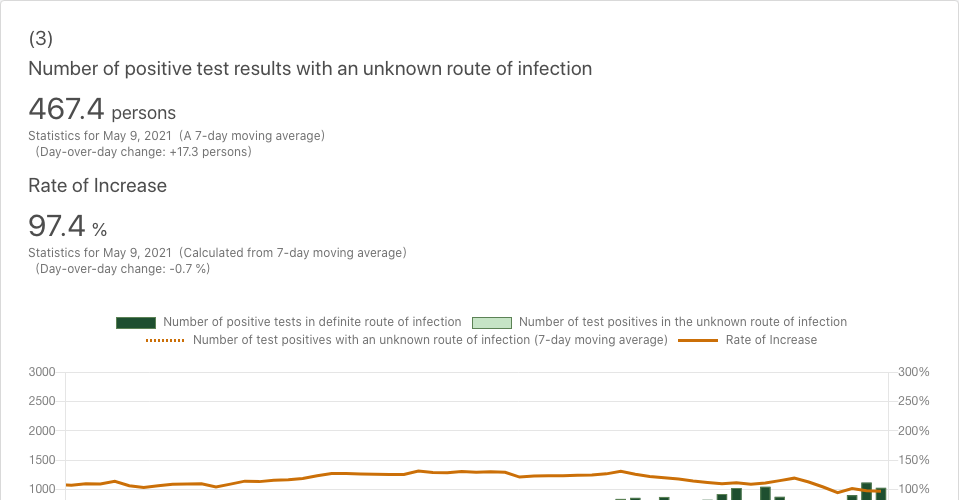 (3)
Number of positive test results with an unknown route of infection
467.4 persons
Statistics for May 9, 2021 (A 7-day moving average)
(Day-over-day change: +17.3 persons)
Rate of Increase
97.4 %
Statistics for May 9, 2021 (Calculated from 7-day moving average)
(Day-over-day change: -0.7 %)
Number of positive tests in definite route of infection Number of test positives in the unknown route of infection
Number of test positives with an unknown route of infection (7-day moving average) Rate of Increase
3000 300%
2500 250%
2000 200%
1500 150%
1000 100%